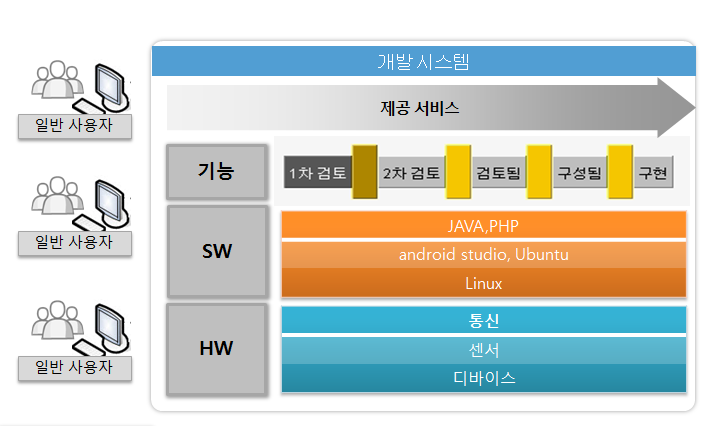 개발 시스템
제공 서비스
일반 사용자
일반 사용자
일반 사용자
기능
1차 검토 2차 검토 검토됨 구성됨 구현
SW
JAVA,PHP
android studio, Ubuntu
Linux
HW
통신
센서
디바이스